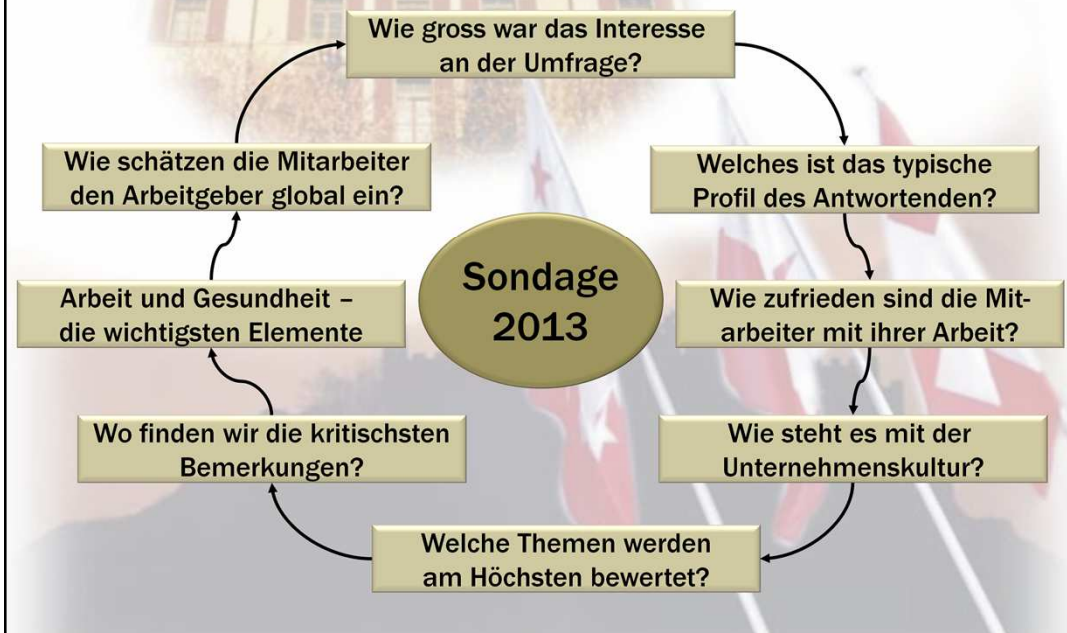 Wie gross war das Interesse
an der Umfrage?
Welches ist das typische
Profil des Antwortenden?
Wie zufrieden sind die Mit-
arbeiter mit ihrer Arbeit?
Wie steht es mit der
Unternehmenskultur?
Welche Themen werden
am Höchsten bewertet?
Wo finden wir die kritischsten
Bemerkungen?
Arbeit und Gesundheit –
die wichtigsten Elemente
Wie schätzen die Mitarbeiter
den Arbeitgeber global ein?
Sondage
2013